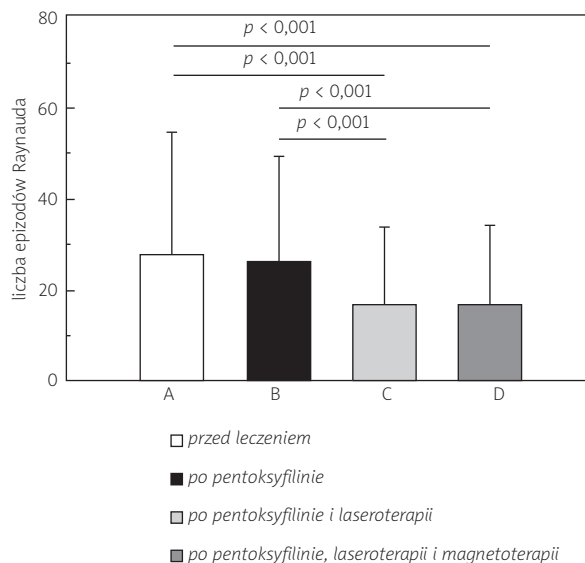 80
p < 0,001
p < 0,001
60
p < 0,001
p < 0,001
40
20
0
liczba epizodów Raynauda
A B C D
przed leczeniem
po pentoksyfilinie
po pentoksyfilinie i laseroterapii
po pentoksyfilinie, laseroterapii i magnetoterapii